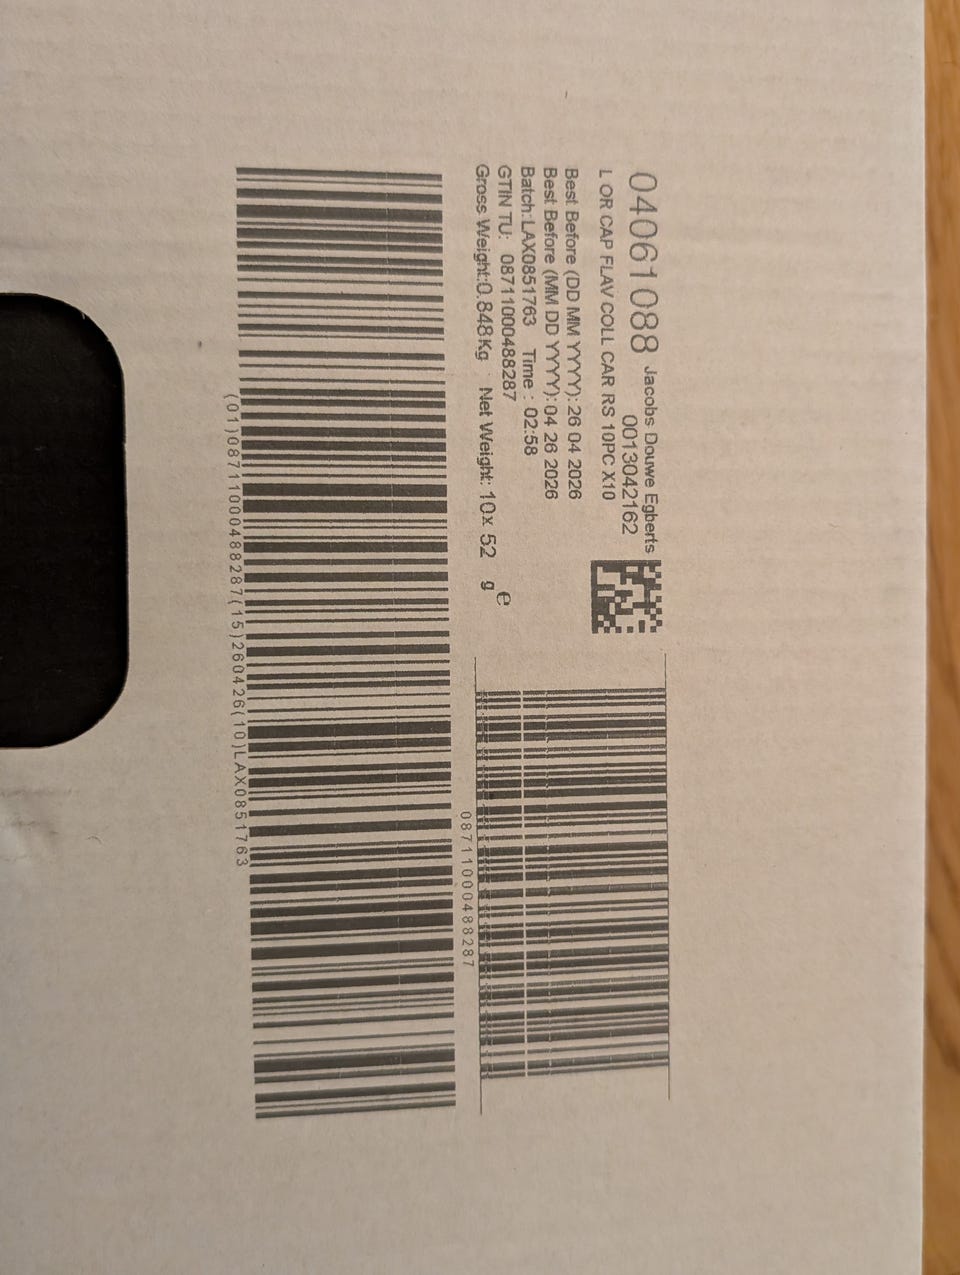 04061088 Jacobs Douwe Egberts
0013042162
L OR CAP FLAV COLL CAR RS 10PC X10
Best Before (DD MM YYYY): 26 04 2026
Best Before (MM DD YYYY): 04 26 2026
Batch:LAX0851763 Time : 02:58
GTIN TU: 08711000488287
Gross Weight:0.848Kg Net Weight: 10x 52 g e
08711000488287
(01)08711000488287(15)260426(10)LAX0851763